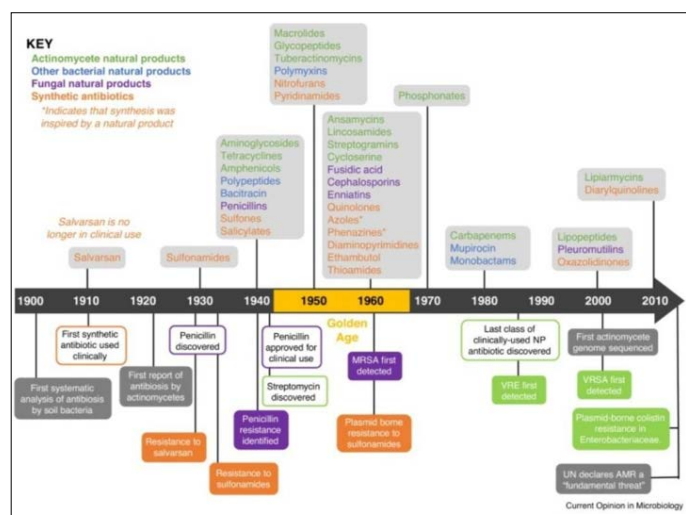 KEY
Actinomycete natural products
Other bacterial natural products
Fungal natural products
Synthetic antibiotics
*Indicates that synthesis was
inspired by a natural product
Salvarsan is no
longer in clinical use
Salvarsan
Sulfonamides
Aminoglycosides
Tetracyclines
Amphenicols
Polypeptides
Bacitracin
Penicillins
Sulfones
Salicylates
Macrolides
Glycopeptides
Tuberactinomycins
Polymyxins
Nitrofurans
Pyridinamides
Ansamycins
Lincosamides
Streptogramins
Cycloserine
Fusidic acid
Cephalosporins
Enniatins
Quinolones
Azoles*
Phenazines*
Diaminopyrimidines
Ethambutol
Thioamides
Phosphonates
Carbapenems
Mupirocin
Monobactams
Lipopeptides
Pleuromutilins
Oxazolidinones
Lipiarmycins
Diarylquinolines
1900 1910 1920 1930 1940 1950 1960 1970 1980 1990 2000 2010
Golden
Age
First systematic
analysis of antibiosis
by soil bacteria
First synthetic
antibiotic used
clinically
First report of
antibiosis by
actinomycetes
Penicillin
discovered
Resistance to
salvarsan
Resistance to
sulfonamides
Penicillin
resistance
identified
Penicillin
approved for
clinical use
Streptomycin
discovered
MRSA first
detected
Plasmid borne
resistance to
sulfonamides
Last class of
clinically-used NP
antibiotic discovered
VRE first
detected
First actinomycete
genome sequenced
VRSA first
detected
Plasmid-borne colistin
resistance in
Enterobacteriaceae
UN declares AMR a
"fundamental threat"
Current Opinion in Microbiology